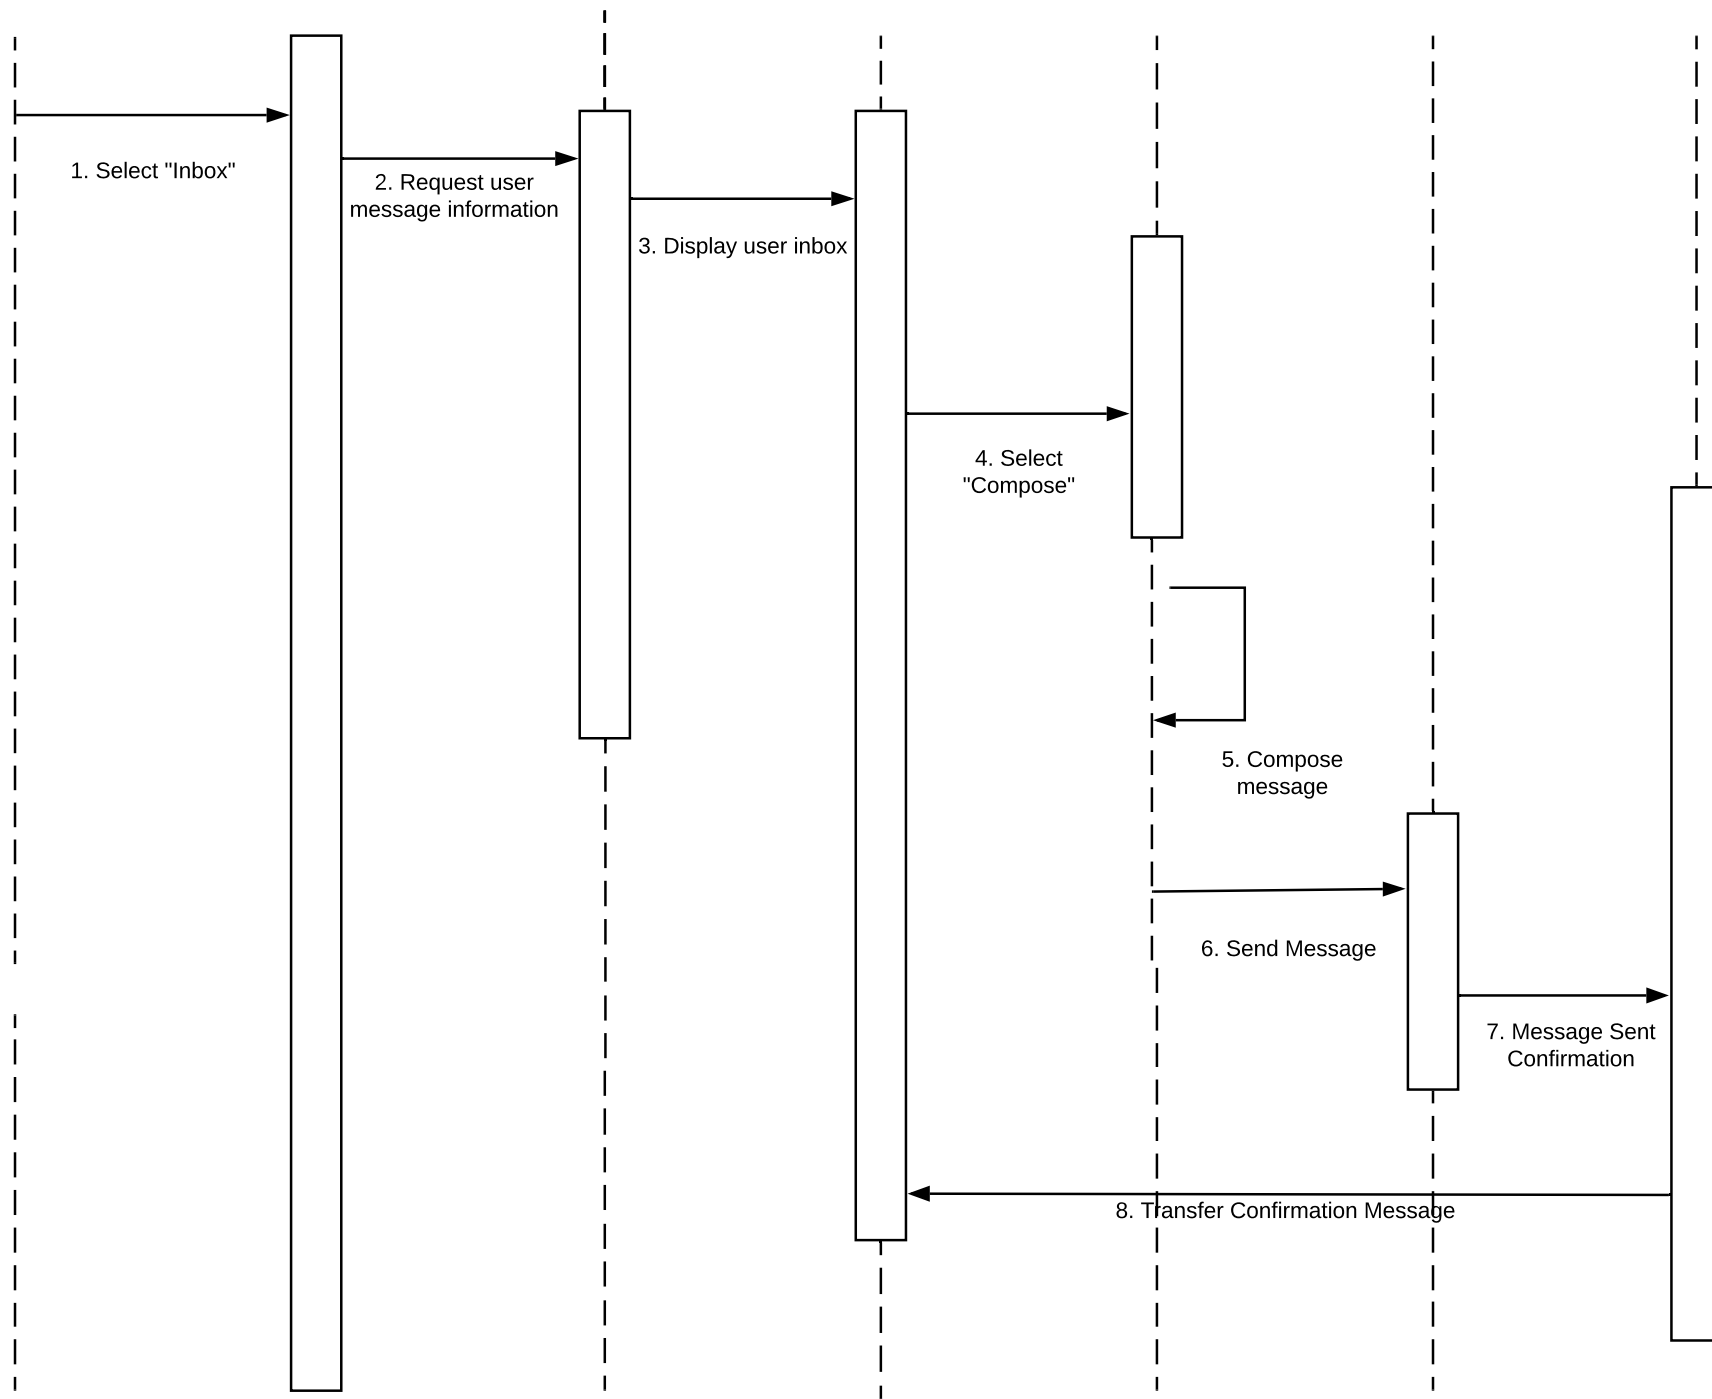 1. Select "Inbox"
2. Request user
message information
3. Display user inbox
4. Select
"Compose"
5. Compose
message
6. Send Message
7. Message Sent
Confirmation
8. Transfer Confirmation Message